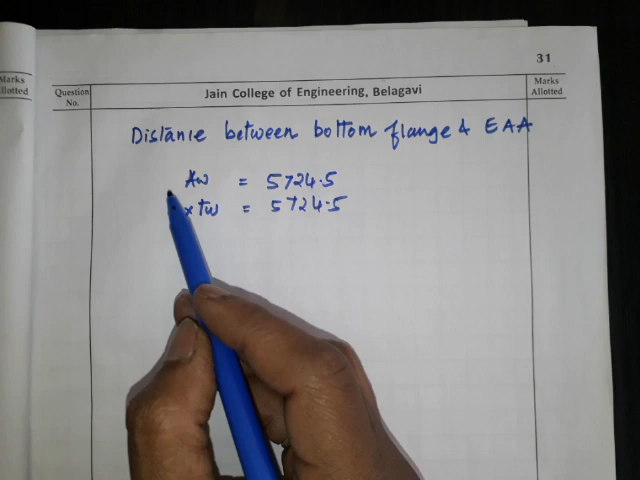 31
Marks Allotted
Question No.
Jain College of Engineering, Belagavi
Marks Allotted
Distance between bottom flange & EAA
Aw = 5724.5
x tw = 5724.5